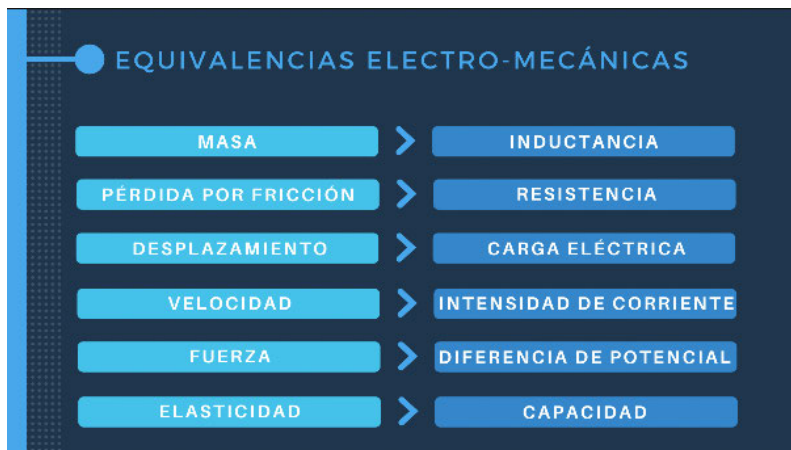 EQUIVALENCIAS ELECTRO-MECÁNICAS
MASA > INDUCTANCIA
PÉRDIDA POR FRICCIÓN > RESISTENCIA
DESPLAZAMIENTO > CARGA ELÉCTRICA
VELOCIDAD > INTENSIDAD DE CORRIENTE
FUERZA > DIFERENCIA DE POTENCIAL
ELASTICIDAD > CAPACIDAD